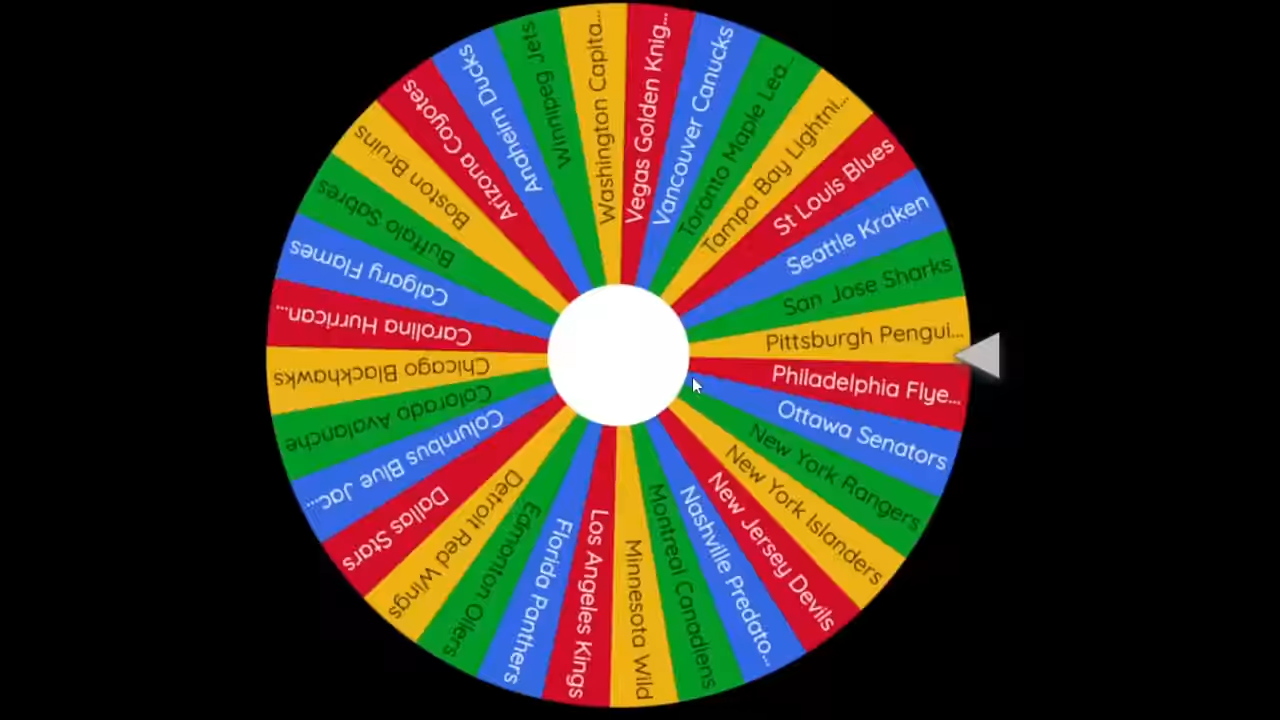 Washington Capita...
Vegas Golden Knig...
Vancouver Canucks
Toronto Maple Lea...
Tampa Bay Lightni...
St Louis Blues
Seattle Kraken
San Jose Sharks
Pittsburgh Pengui...
Philadelphia Flye...
Ottawa Senators
New York Rangers
New York Islanders
New Jersey Devils
Nashville Predato...
Montreal Canadiens
Minnesota Wild
Los Angeles Kings
Florida Panthers
Edmonton Oilers
Detroit Red Wings
Dallas Stars
Columbus Blue Jac...
Colorado Avalanche
Chicago Blackhawks
Carolina Hurrican...
Calgary Flames
Buffalo Sabres
Boston Bruins
Arizona Coyotes
Anaheim Ducks
Winnipeg Jets